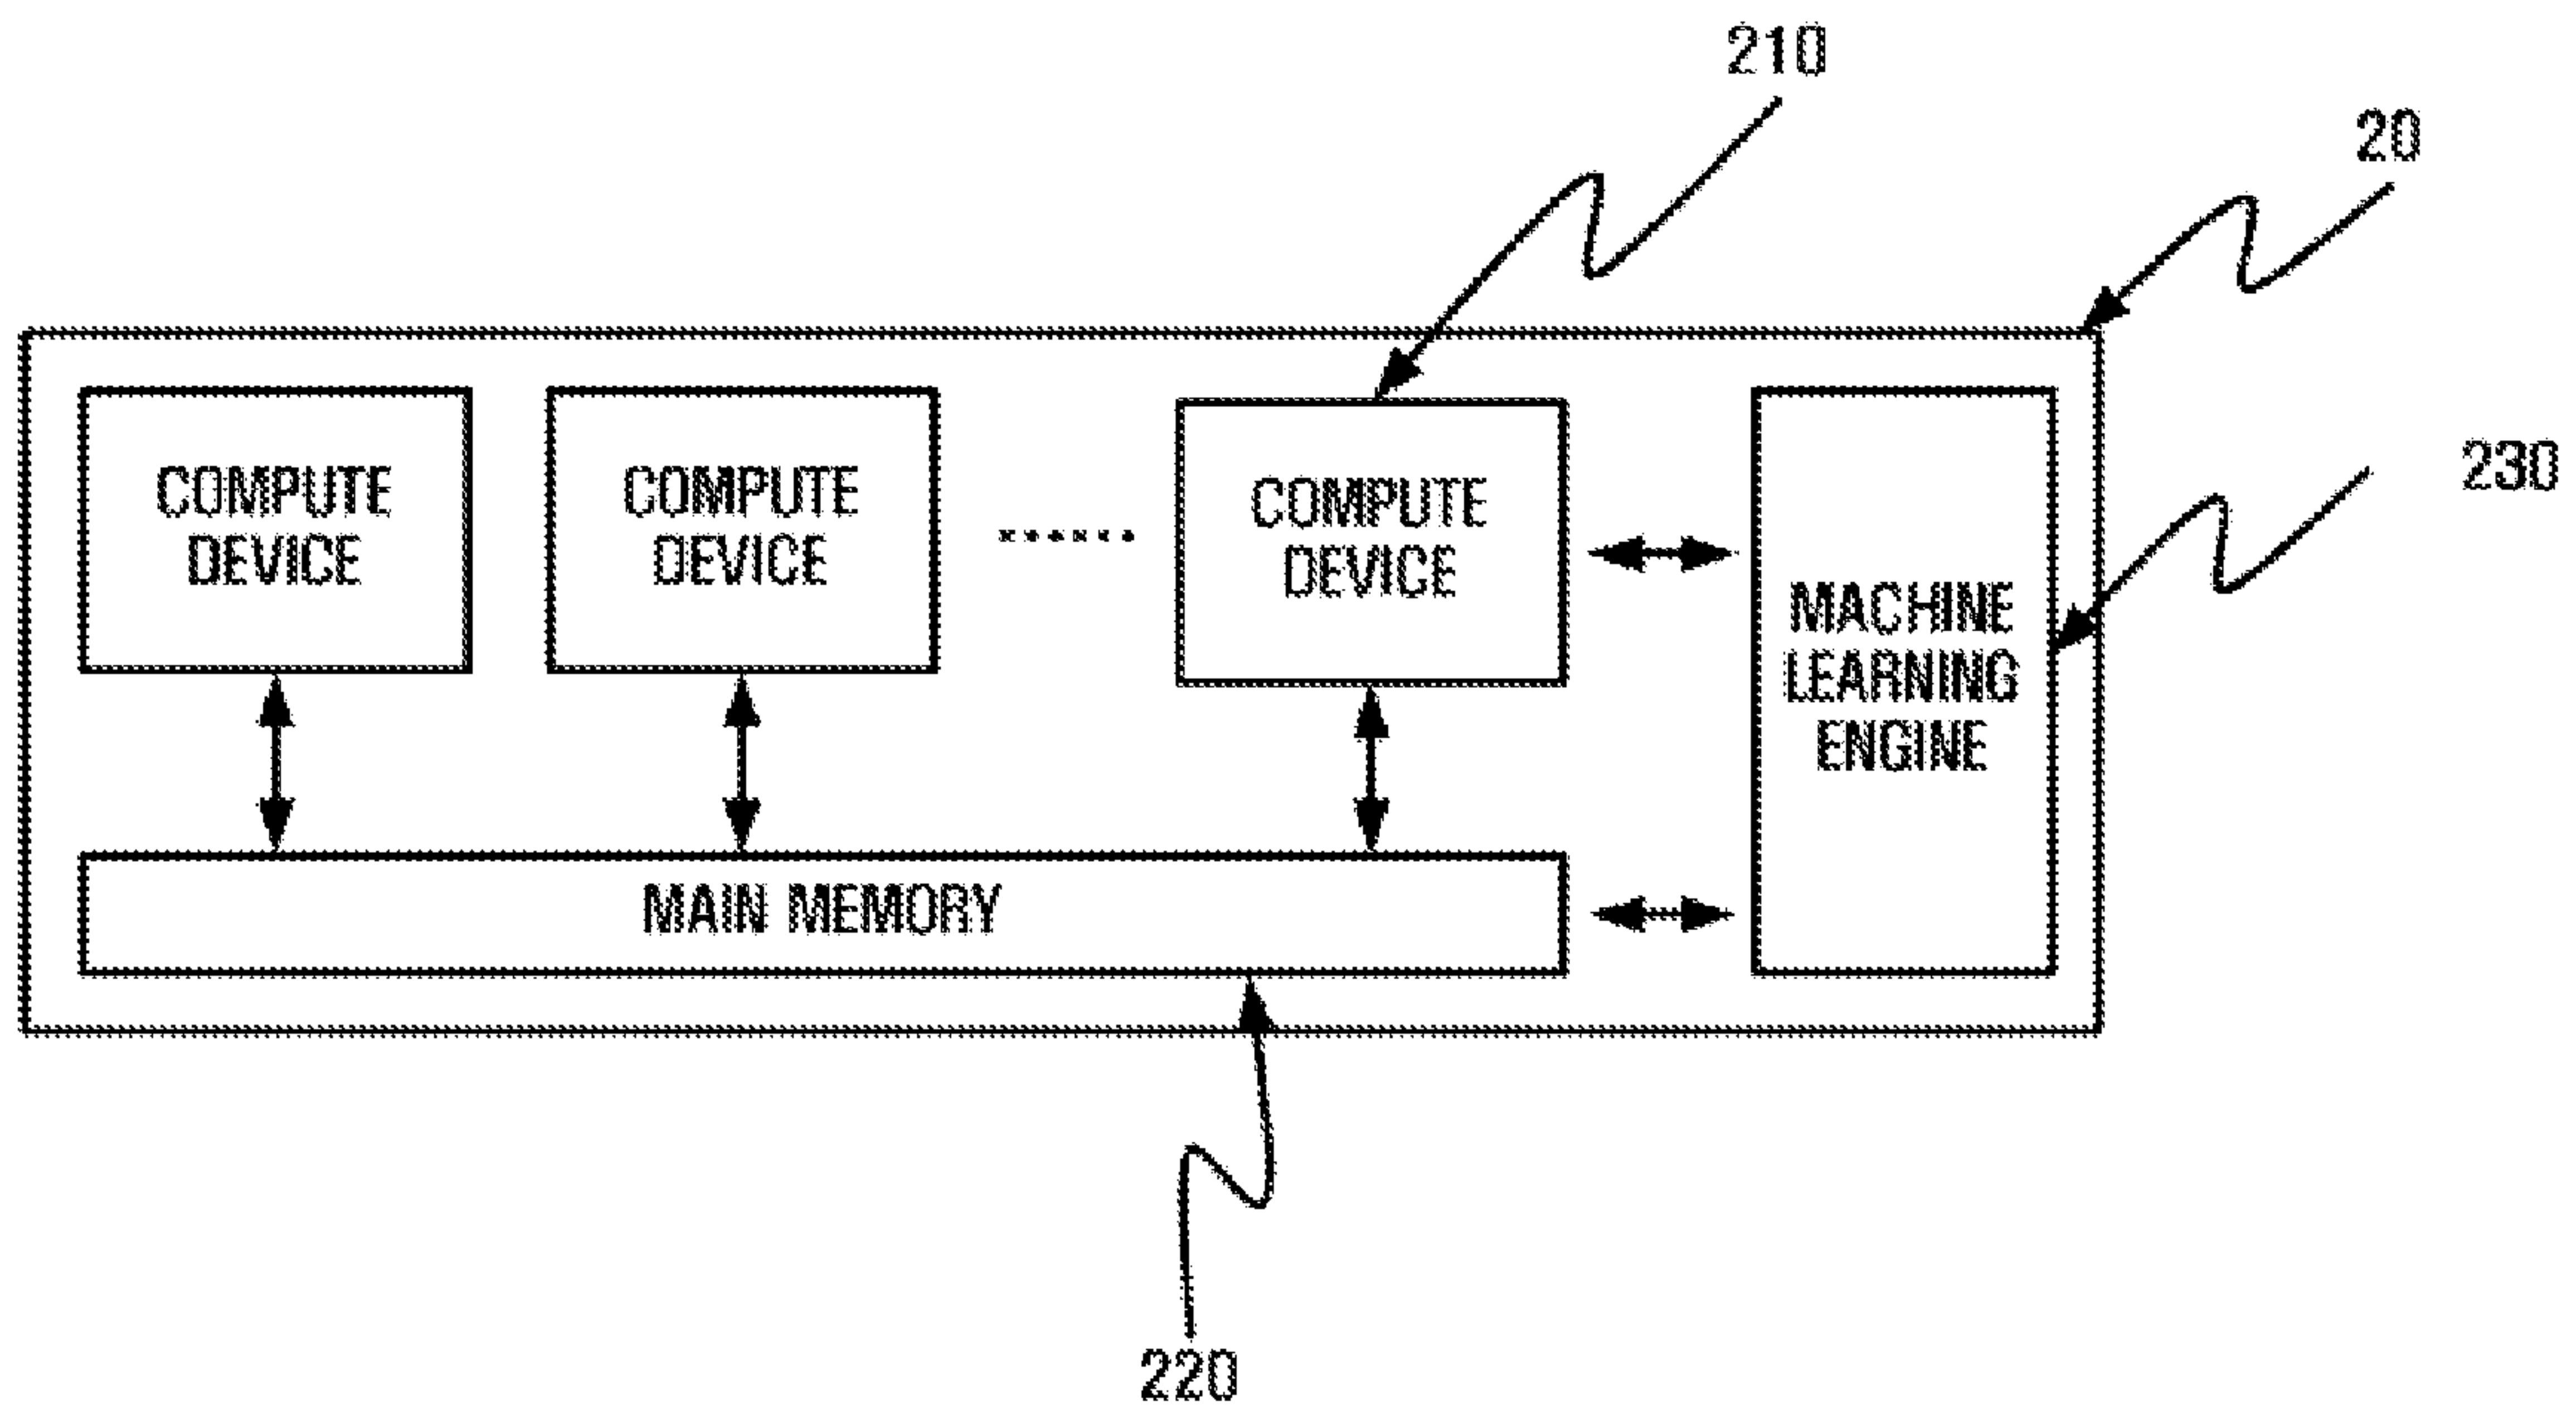 210
20
COMPUTE
DEVICE
COMPUTE
DEVICE
......
COMPUTE
DEVICE
230
MACHINE
LEARNING
ENGINE
MAIN MEMORY
220